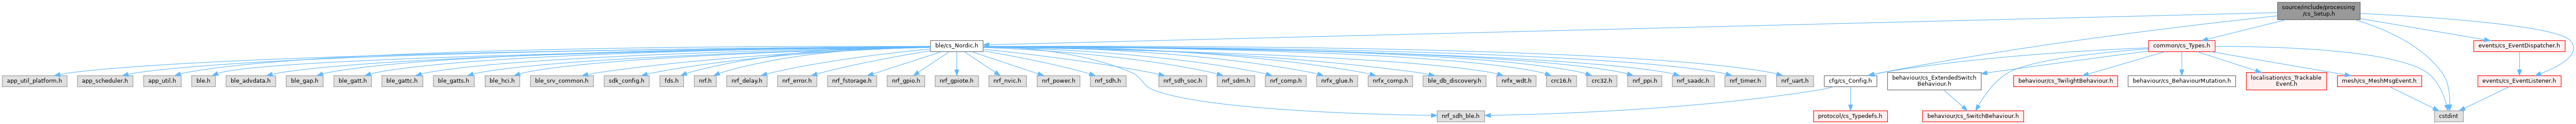 source/include/processing
/cs_Setup.h
ble/cs_Nordic.h
common/cs_Types.h
events/cs_EventDispatcher.h
app_util_platform.h
app_scheduler.h
app_util.h
ble.h
ble_advdata.h
ble_gap.h
ble_gatt.h
ble_gattc.h
ble_gatts.h
ble_hci.h
ble_srv_common.h
sdk_config.h
fds.h
nrf.h
nrf_delay.h
nrf_error.h
nrf_fstorage.h
nrf_gpio.h
nrf_gpiote.h
nrf_nvic.h
nrf_power.h
nrf_sdh.h
nrf_sdh_soc.h
nrf_sdm.h
nrf_comp.h
nrfx_glue.h
nrfx_comp.h
ble_db_discovery.h
nrfx_wdt.h
crc16.h
crc32.h
nrf_ppi.h
nrf_saadc.h
nrf_timer.h
nrf_uart.h
cfg/cs_Config.h
behaviour/cs_ExtendedSwitch
Behaviour.h
behaviour/cs_TwilightBehaviour.h
behaviour/cs_BehaviourMutation.h
localisation/cs_Trackable
Event.h
mesh/cs_MeshMsgEvent.h
events/cs_EventListener.h
nrf_sdh_ble.h
protocol/cs_Typedefs.h
behaviour/cs_SwitchBehaviour.h
cstdint